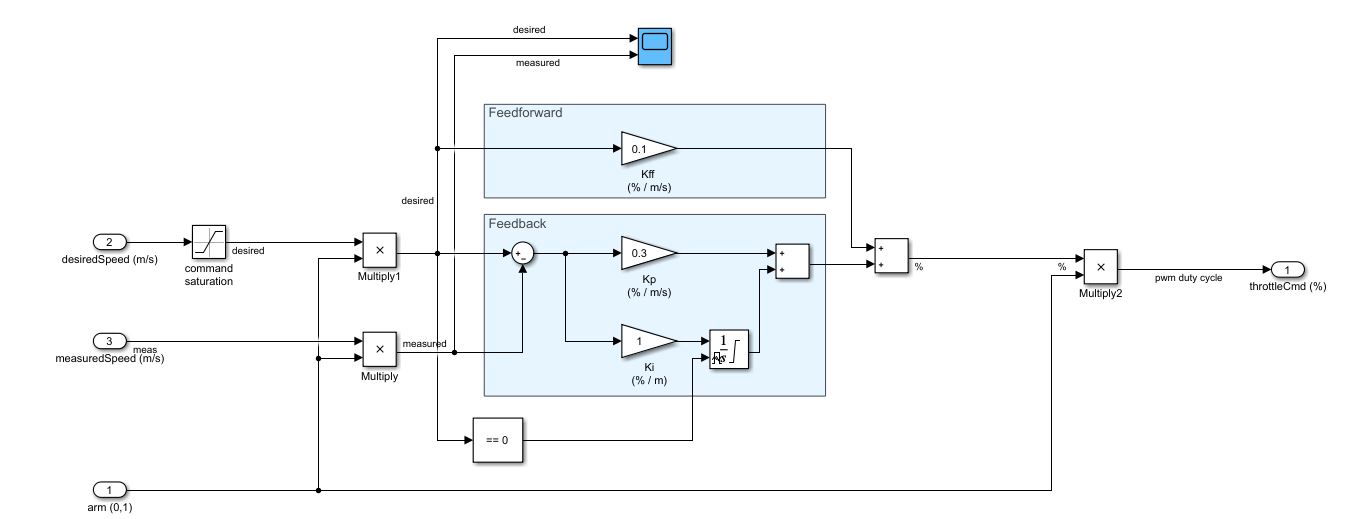 desired
measured
Feedforward
0.1
Kff
(% / m/s)
desired
Feedback
2
desiredSpeed (m/s)
desired
command
saturation
×
Multiply1
+
−
0.3
Kp
(% / m/s)
+
+
+
+
%
%
×
Multiply2
pwm duty cycle
1
throttleCmd (%)
3
meas
measuredSpeed (m/s)
×
Multiply
measured
1
Ki
(% / m)
1
s
== 0
1
arm (0,1)